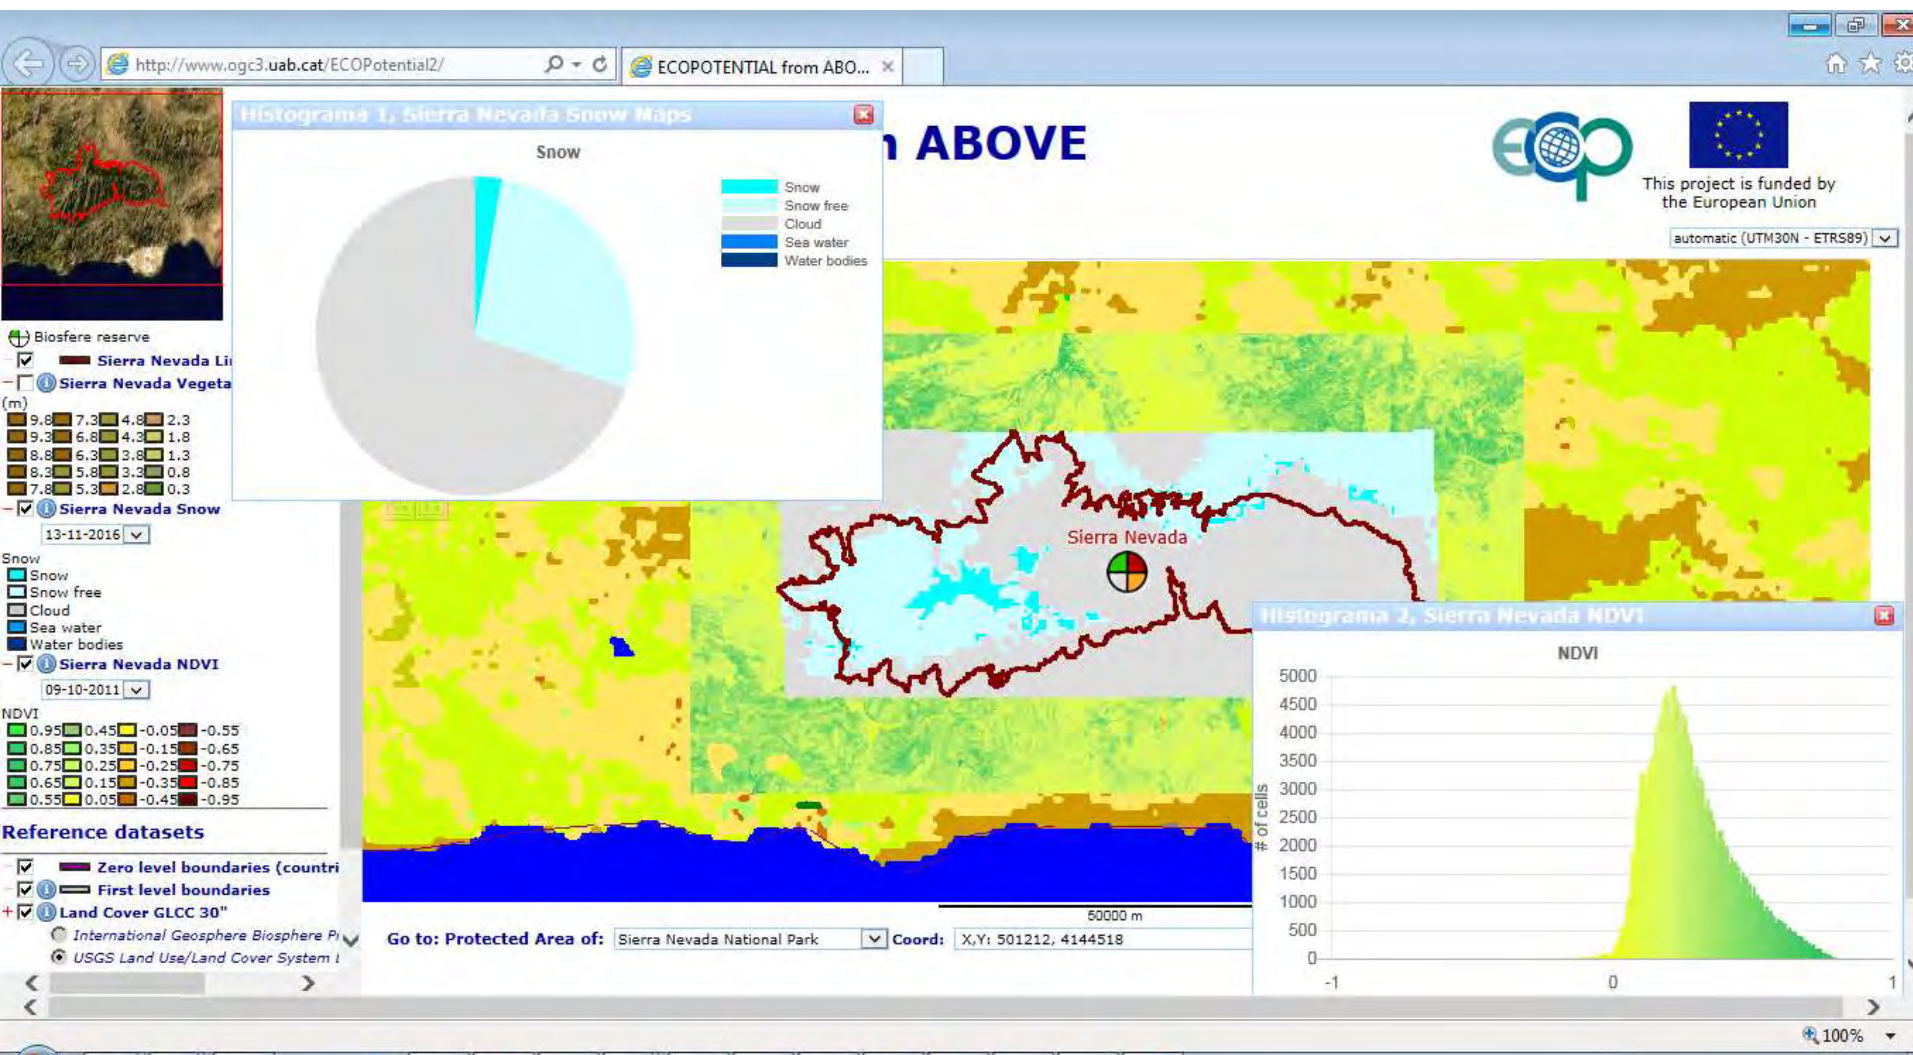 http://www.ogc3.uab.cat/ECOPotential2/
ECOPOTENTIAL from ABO...
Histograma 1, Sierra Nevada Snow Maps
Snow
Snow
Snow free
Cloud
Sea water
Water bodies
ABOVE
ecp
This project is funded by
the European Union
automatic (UTM30N - ETRS89)
Biosfere reserve
Sierra Nevada Li
Sierra Nevada Vegeta
(m)
9.8 7.3 4.8 2.3
9.3 6.8 4.3 1.8
8.8 6.3 3.8 1.3
8.3 5.8 3.3 0.8
7.8 5.3 2.8 0.3
Sierra Nevada Snow
13-11-2016
Snow
Snow
Snow free
Cloud
Sea water
Water bodies
Sierra Nevada NDVI
09-10-2011
NDVI
0.95 0.45 -0.05 -0.55
0.85 0.35 -0.15 -0.65
0.75 0.25 -0.25 -0.75
0.65 0.15 -0.35 -0.85
0.55 0.05 -0.45 -0.95
Reference datasets
Zero level boundaries (countri
First level boundaries
Land Cover GLCC 30"
International Geosphere Biosphere P
USGS Land Use/Land Cover System
Sierra Nevada
50000 m
Go to: Protected Area of: Sierra Nevada National Park Coord: X,Y: 501212, 4144518
Histograma 2, Sierra Nevada NDVI
NDVI
# of cells
5000
4500
4000
3500
3000
2500
2000
1500
1000
500
0
-1 0 1
100%